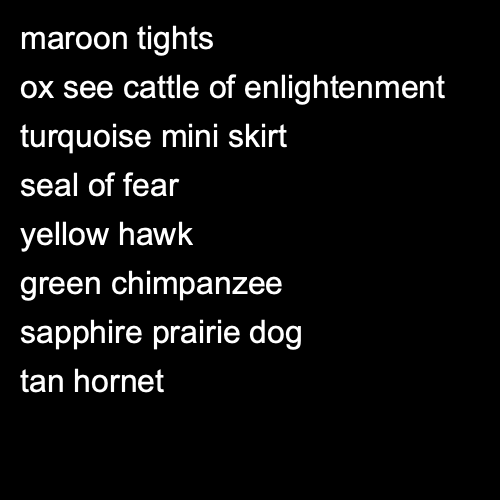 maroon tights
ox see cattle of enlightenment
turquoise mini skirt
seal of fear
yellow hawk
green chimpanzee
sapphire prairie dog
tan hornet